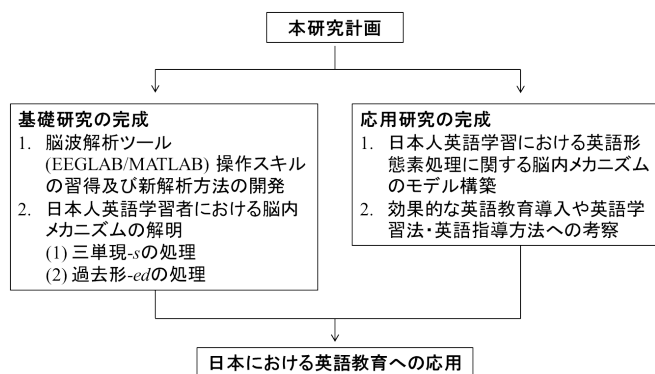 本研究計画
基礎研究の完成
1. 脳波解析ツール
(EEGLAB/MATLAB) 操作スキル
の習得及び新解析方法の開発
2. 日本人英語学習者における脳内
メカニズムの解明
(1) 三単現-sの処理
(2) 過去形-edの処理
応用研究の完成
1. 日本人英語学習における英語形
態素処理に関する脳内メカニズム
のモデル構築
2. 効果的な英語教育導入や英語学
習法・英語指導方法への考察
日本における英語教育への応用